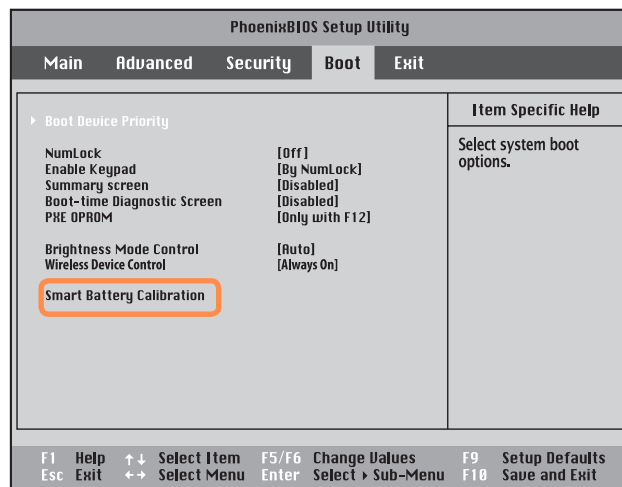 PhoenixBIOS Setup Utility
Main Advanced Security Boot Exit
Item Specific Help
Select system boot
options.
Boot Device Priority
NumLock [Off]
Enable Keypad [By NumLock]
Summary screen [Disabled]
Boot-time Diagnostic Screen [Disabled]
PXE OPROM [Only with F12]
Brightness Mode Control [Auto]
Wireless Device Control [Always On]
Smart Battery Calibration
F1 Help ↑↓ Select Item F5/F6 Change Values F9 Setup Defaults
Esc Exit ←→ Select Menu Enter Select ▸ Sub-Menu F10 Save and Exit